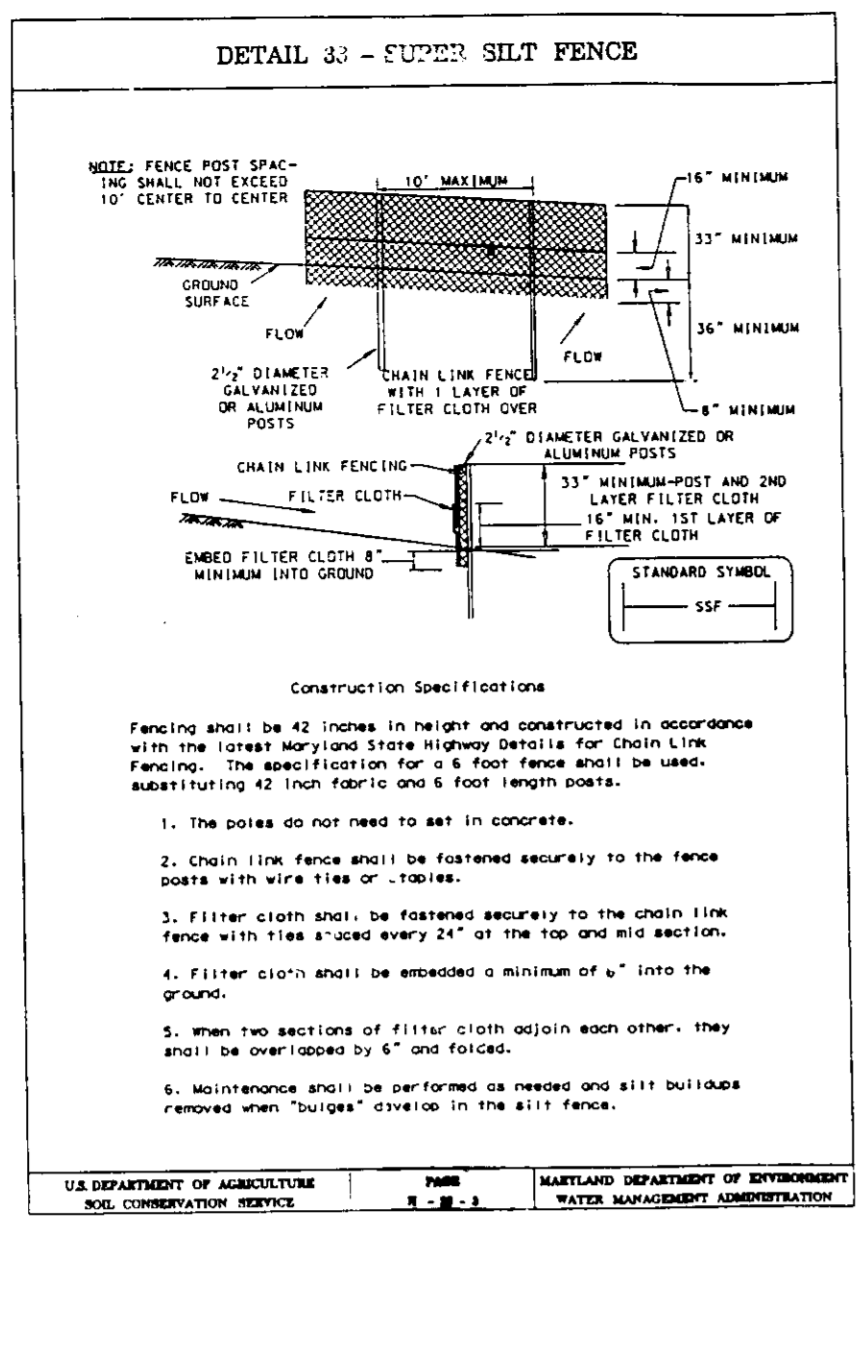 DETAIL 33 - SUPER SILT FENCE
NOTE: FENCE POST SPAC-
ING SHALL NOT EXCEED
10' CENTER TO CENTER
10' MAXIMUM
16" MINIMUM
33" MINIMUM
GROUND
SURFACE
FLOW
FLOW
36" MINIMUM
2 1/2" DIAMETER
GALVANIZED
OR ALUMINUM
POSTS
CHAIN LINK FENCE
WITH 1 LAYER OF
FILTER CLOTH OVER
8" MINIMUM
2 1/2" DIAMETER GALVANIZED OR
ALUMINUM POSTS
CHAIN LINK FENCING
FLOW
FILTER CLOTH
33" MINIMUM-POST AND 2ND
LAYER FILTER CLOTH
16" MIN. 1ST LAYER OF
FILTER CLOTH
EMBED FILTER CLOTH 8"
MINIMUM INTO GROUND
STANDARD SYMBOL
SSF
Construction Specifications
Fencing shall be 42 inches in height and constructed in accordance
with the latest Maryland State Highway Details for Chain Link
Fencing. The specification for a 6 foot fence shall be used,
substituting 42 inch fabric and 6 foot length posts.
1. The poles do not need to set in concrete.
2. Chain link fence shall be fastened securely to the fence
posts with wire ties or staples.
3. Filter cloth shall be fastened securely to the chain link
fence with ties spaced every 24" at the top and mid section.
4. Filter cloth shall be embedded a minimum of into the
ground.
5. When two sections of filter cloth adjoin each other, they
shall be overlapped by 6" and folded.
6. Maintenance shall be performed as needed and silt buildups
removed when "bulges" develop in the silt fence.
U.S. DEPARTMENT OF AGRICULTURE
SOIL CONSERVATION SERVICE
PAGE
MARYLAND DEPARTMENT OF ENVIRONMENT
WATER MANAGEMENT ADMINISTRATION